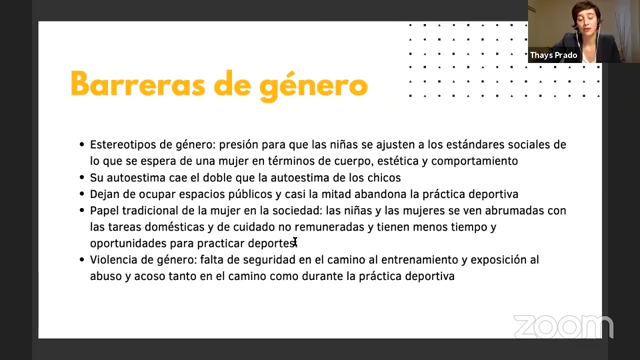 Thays Prado
Barreras de género
• Estereotipos de género: presión para que las niñas se ajusten a los estándares sociales de
lo que se espera de una mujer en términos de cuerpo, estética y comportamiento
• Su autoestima cae el doble que la autoestima de los chicos
• Dejan de ocupar espacios públicos y casi la mitad abandona la práctica deportiva
• Papel tradicional de la mujer en la sociedad: las niñas y las mujeres se ven abrumadas con
las tareas domésticas y de cuidado no remuneradas y tienen menos tiempo y
oportunidades para practicar deportes
• Violencia de género: falta de seguridad en el camino al entrenamiento y exposición al
abuso y acoso tanto en el camino como durante la práctica deportiva
zoom